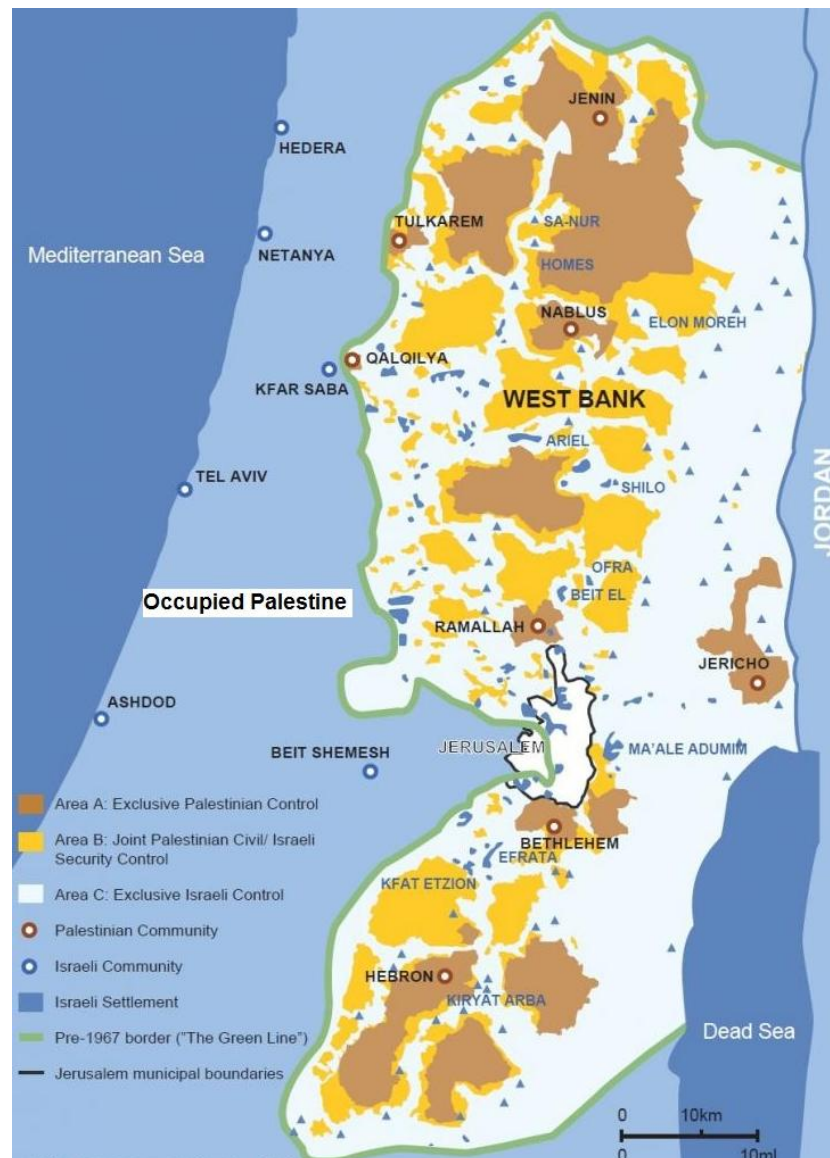 JENIN
HEDERA
TULKAREM
SA-NUR
NETANYA
Mediterranean Sea
HOMES
NABLUS
ELON MOREH
QALQILYA
KFAR SABA
WEST BANK
ARIEL
JORDAN
TEL AVIV
SHILO
OFRA
Occupied Palestine
BEIT EL
RAMALLAH
JERICHO
ASHDOD
BEIT SHEMESH
JERUSALEM
MA'ALE ADUMIM
Area A: Exclusive Palestinian Control
Area B: Joint Palestinian Civil/ Israeli
Security Control
BETHLEHEM
EFRATA
KFAT ETZION
Area C: Exclusive Israeli Control
Palestinian Community
Israeli Community
HEBRON
KIRYAT ARBA
Israeli Settlement
Pre-1967 border ("The Green Line")
Dead Sea
Jerusalem municipal boundaries
0 10km
0 10ml